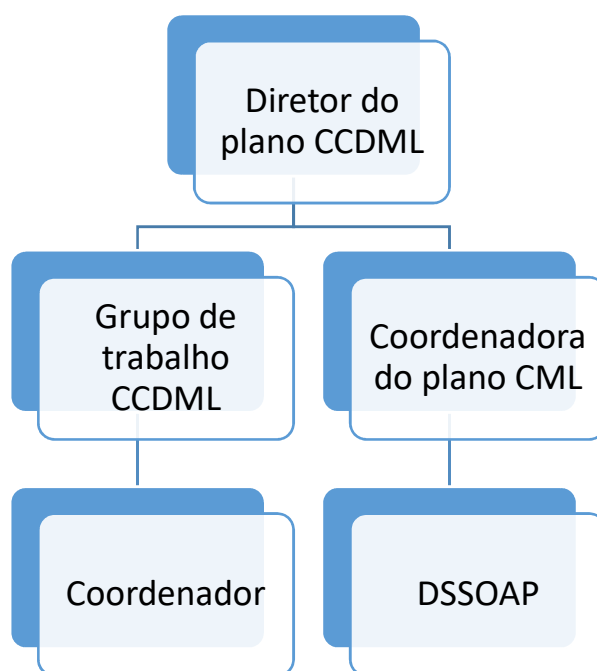 Diretor do
plano CCDML
Grupo de
trabalho
CCDML
Coordenadora
do plano CML
Coordenador
DSSOAP